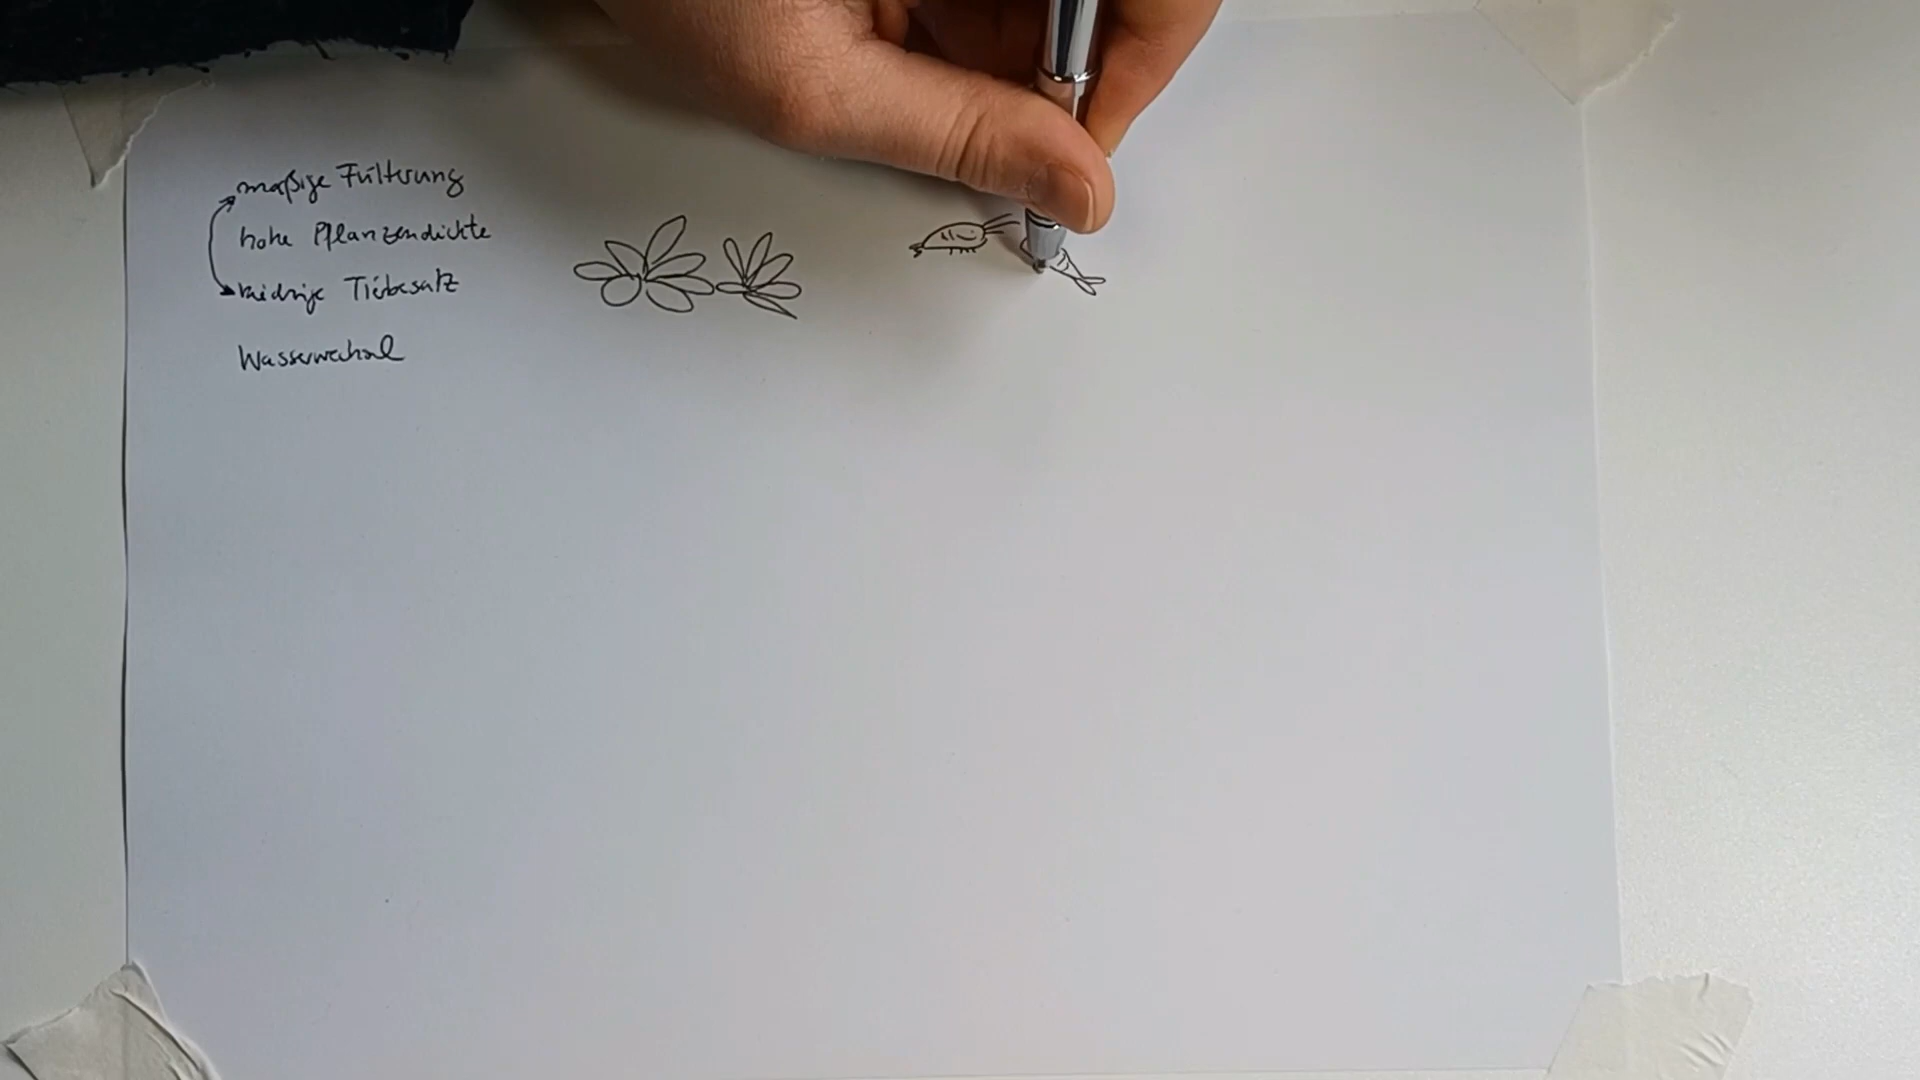 mäßige Fütterung
hohe Pflanzendichte
niedrige Tierbesatz
Wasserwechsel